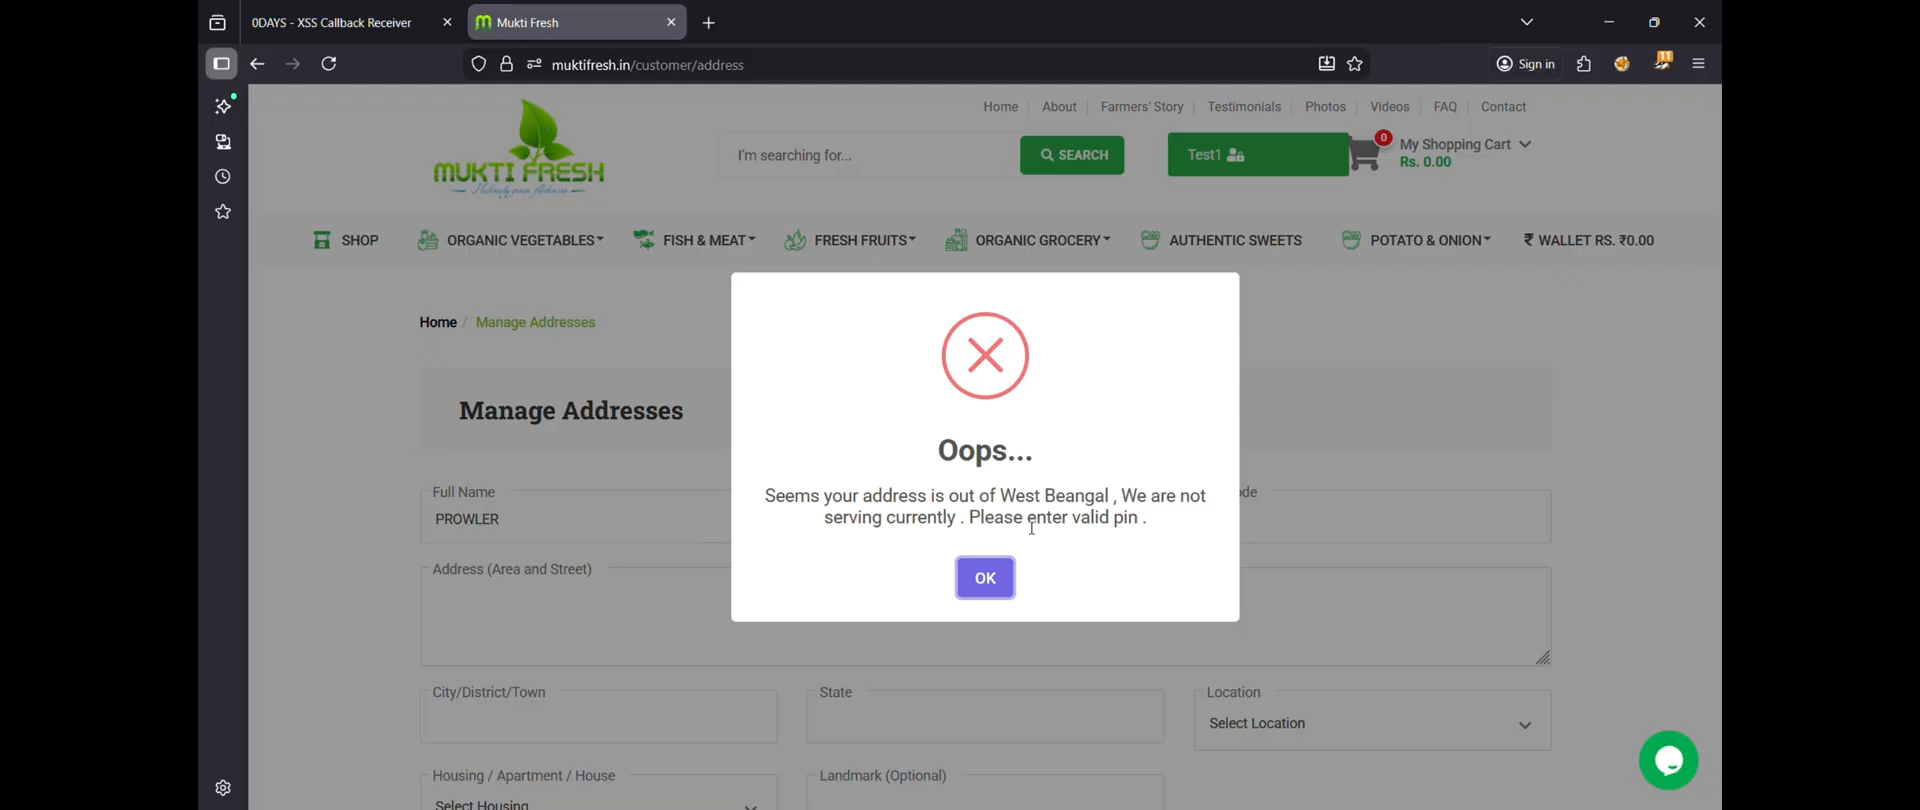 0DAYS - XSS Callback Receiver
Mukti Fresh
muktifresh.in/customer/address
Sign in
11
Home
About
Farmers' Story
Testimonials
Photos
Videos
FAQ
Contact
MUKTI FRESH
I'm searching for...
SEARCH
Test1
0
My Shopping Cart
Rs. 0.00
SHOP
ORGANIC VEGETABLES
FISH & MEAT
FRESH FRUITS
ORGANIC GROCERY
AUTHENTIC SWEETS
POTATO & ONION
₹ WALLET RS. ₹0.00
Home / Manage Addresses
Manage Addresses
Oops...
Seems your address is out of West Beangal , We are not
serving currently . Please enter valid pin .
OK
Full Name
PROWLER
Address (Area and Street)
City/District/Town
State
Location
Select Location
Housing / Apartment / House
Select Housing
Landmark (Optional)